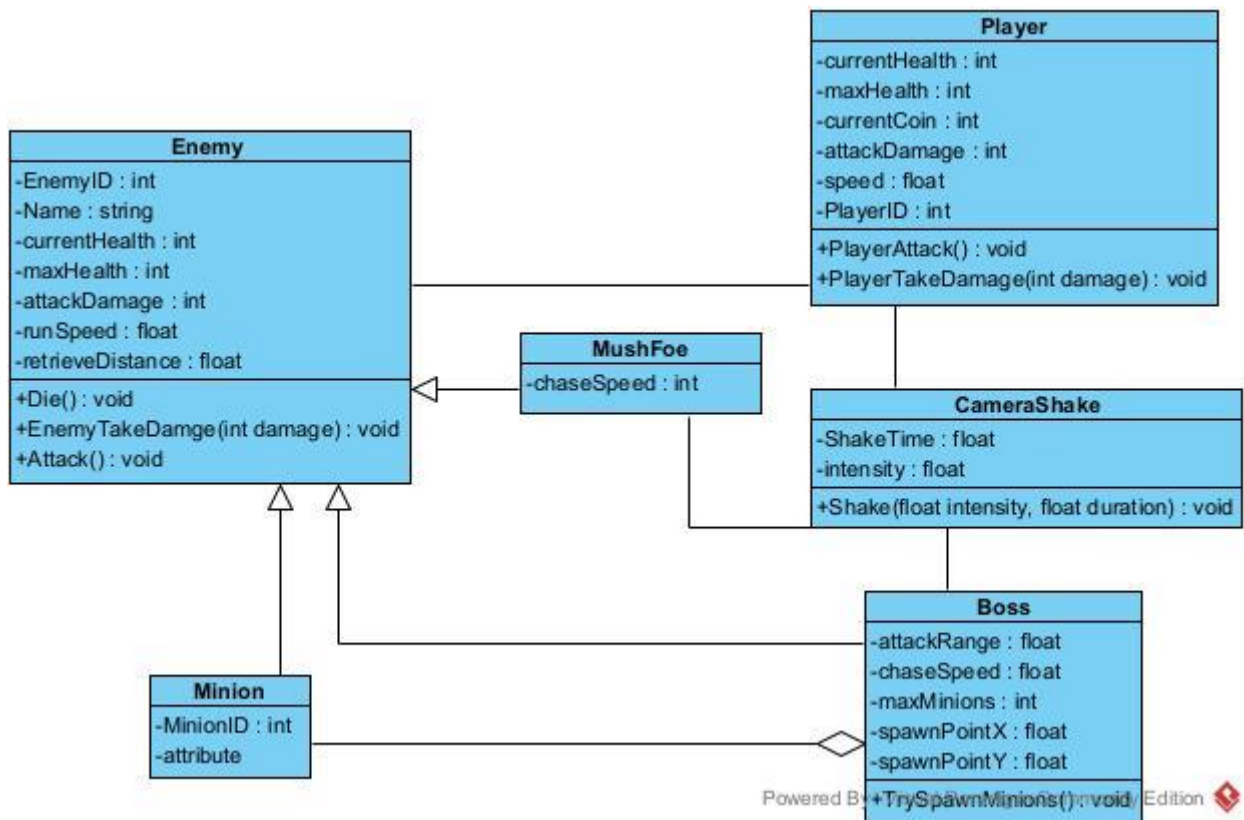 Player
-currentHealth : int
-maxHealth : int
-currentCoin : int
-attackDamage : int
-speed : float
-PlayerID : int
+PlayerAttack() : void
+PlayerTakeDamage(int damage) : void
Enemy
-EnemyID : int
-Name : string
-currentHealth : int
-maxHealth : int
-attackDamage : int
-runSpeed : float
-retrieveDistance : float
+Die() : void
+EnemyTakeDamge(int damage) : void
+Attack() : void
MushFoe
-chaseSpeed : int
CameraShake
-ShakeTime : float
-intensity : float
+Shake(float intensity, float duration) : void
Boss
-attackRange : float
-chaseSpeed : float
-maxMinions : int
-spawnPointX : float
-spawnPointY : float
+TrySpawnMinions() : void
Minion
-MinionID : int
-attribute
Powered By Edition